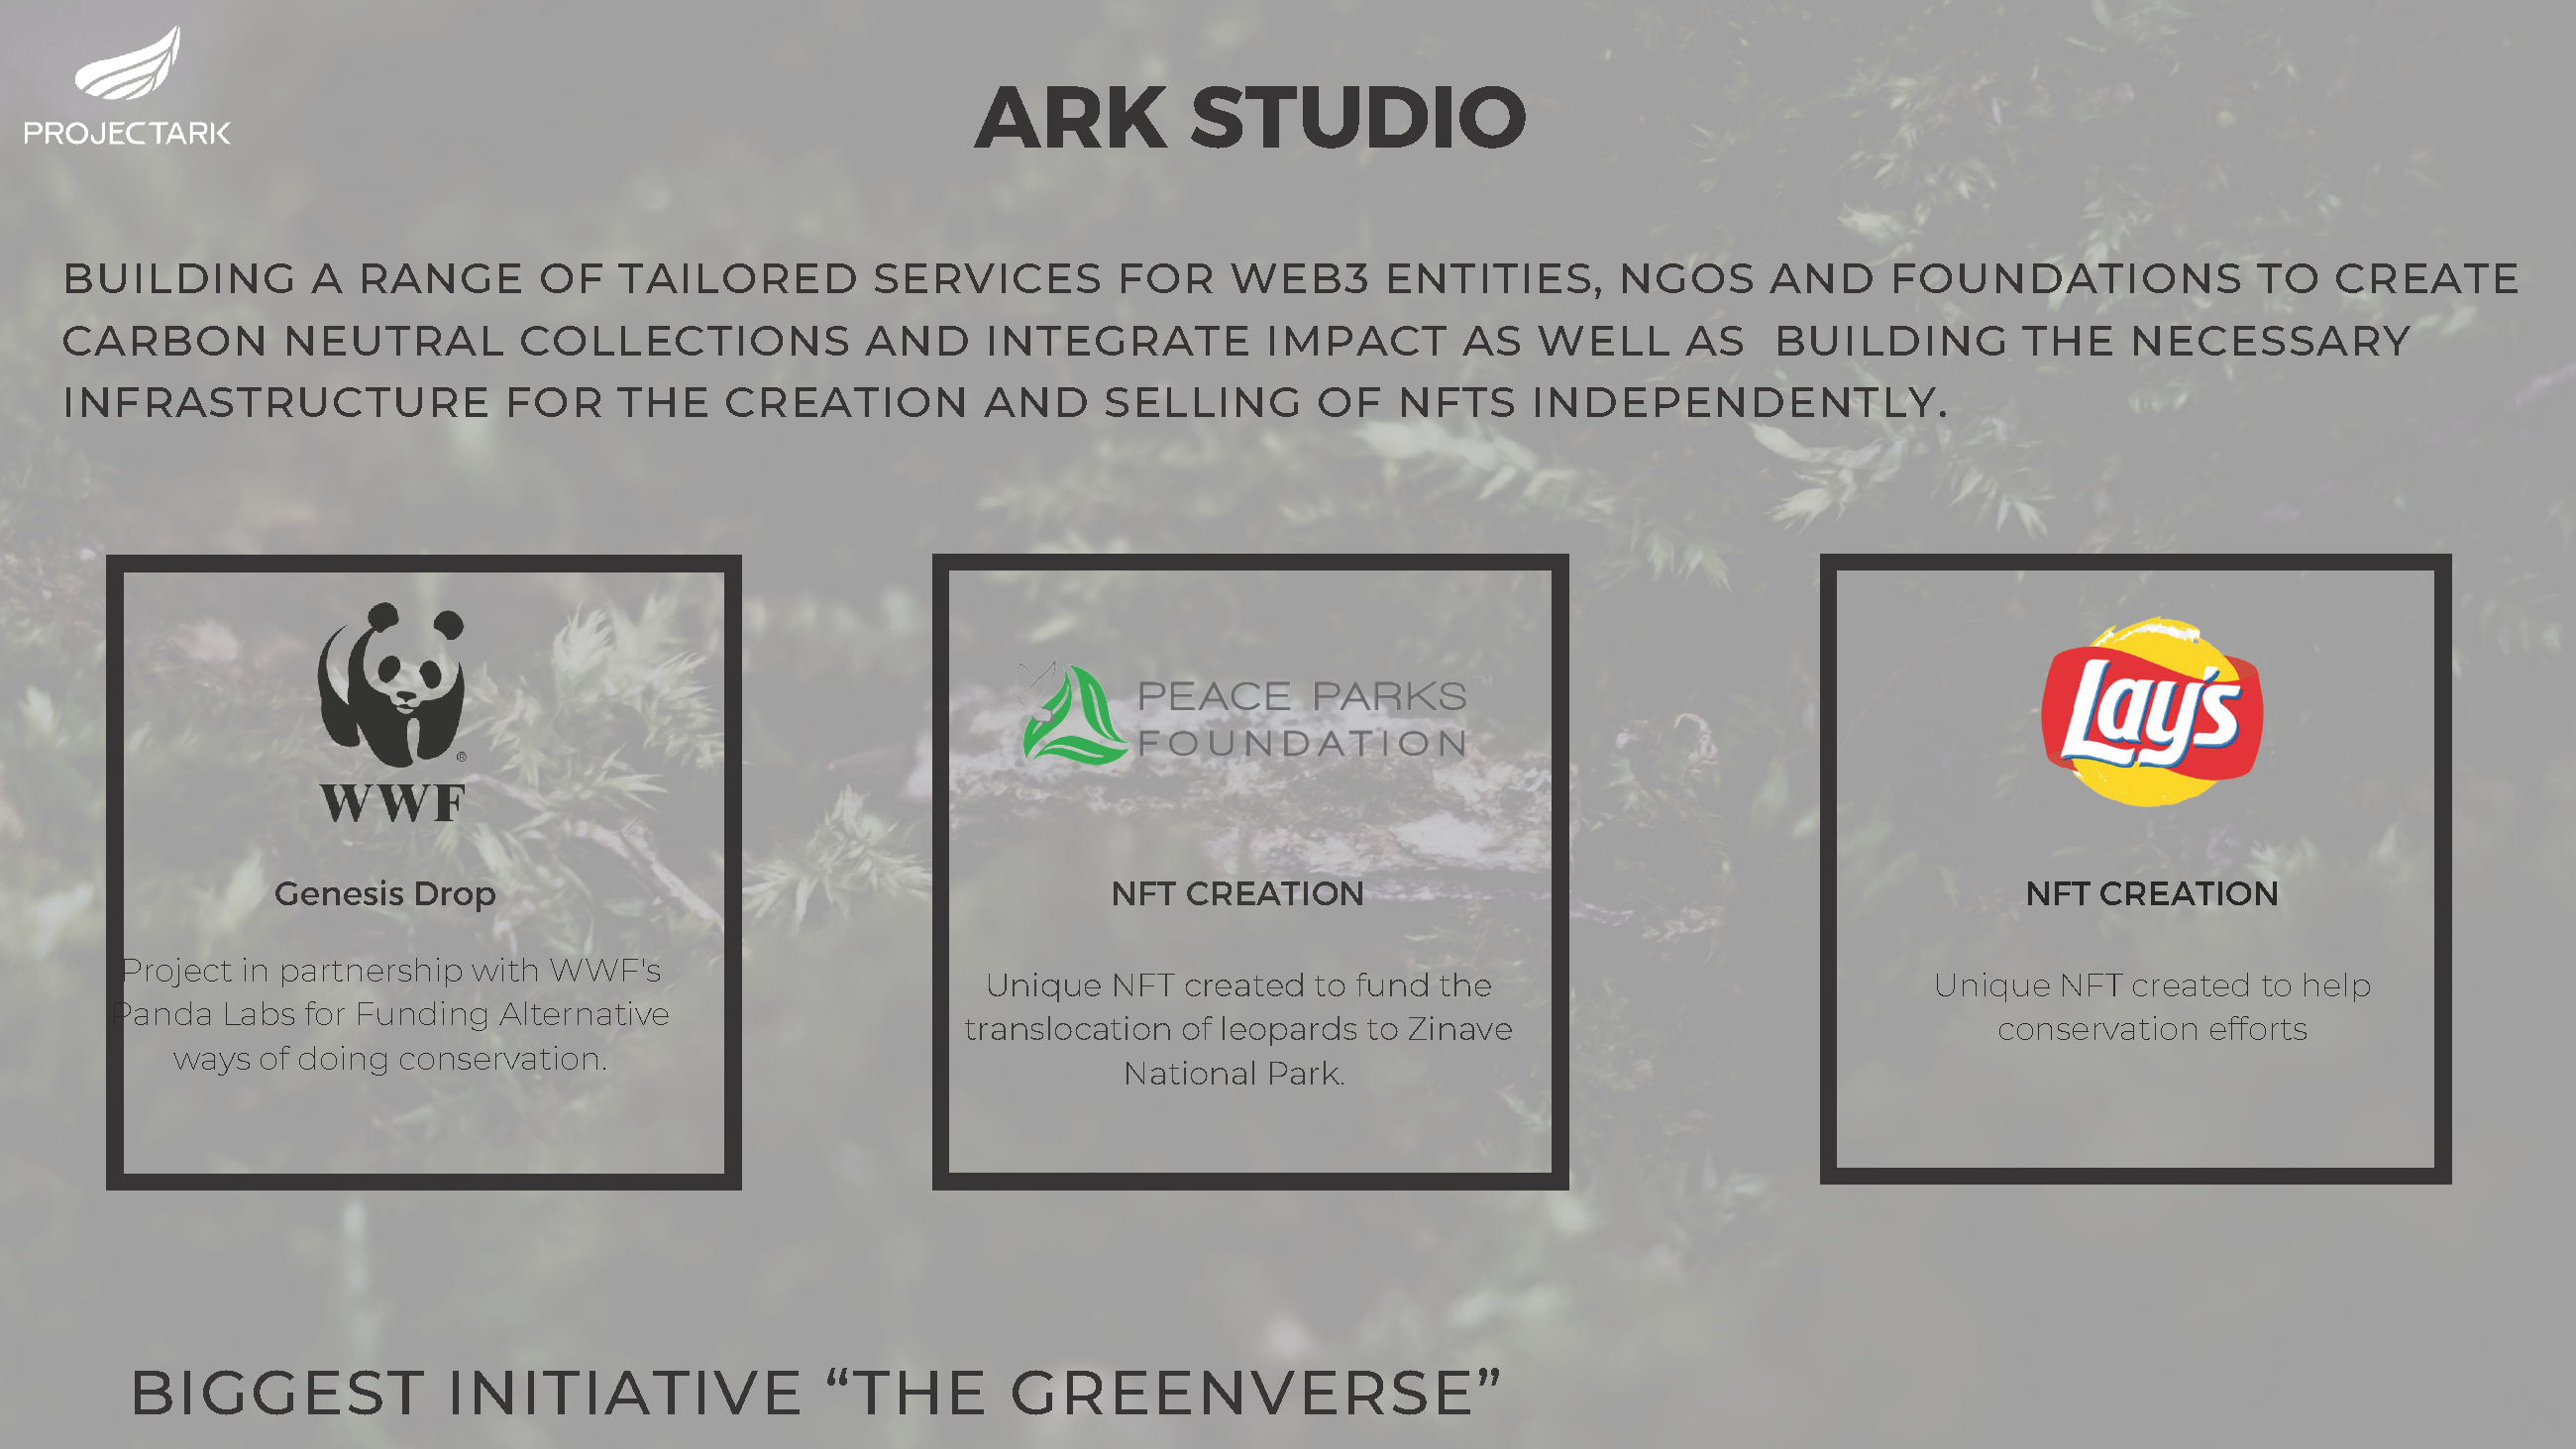 PROJECTARK
ARK STUDIO
BUILDING A RANGE OF TAILORED SERVICES FOR WEB3 ENTITIES, NGOS AND FOUNDATIONS TO CREATE
CARBON NEUTRAL COLLECTIONS AND INTEGRATE IMPACT AS WELL AS BUILDING THE NECESSARY
INFRASTRUCTURE FOR THE CREATION AND SELLING OF NFTS INDEPENDENTLY.
®
WWF
Genesis Drop
Project in partnership with WWF's
Panda Labs for Funding Alternative
ways of doing conservation.
PEACE PARKS™
FOUNDATION
NFT CREATION
Unique NFT created to fund the
translocation of leopards to Zinave
National Park.
Lay's
NFT CREATION
Unique NFT created to help
conservation efforts
BIGGEST INITIATIVE “THE GREENVERSE”